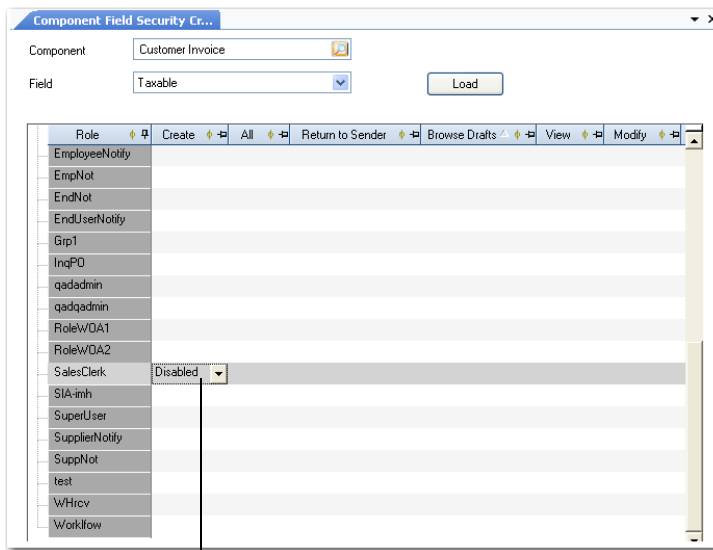 Component Field Security Cr...
Component Customer Invoice
Field Taxable Load
Role Create All Return to Sender Browse Drafts View Modify
EmployeeNotify
EmpNot
EndNot
EndUserNotify
Grp1
InqPO
qadadmin
qadqadmin
RoleWOA1
RoleWOA2
SalesClerk Disabled
SIA-imh
SuperUser
SupplierNotify
SuppNot
test
WHrcv
Worklfow